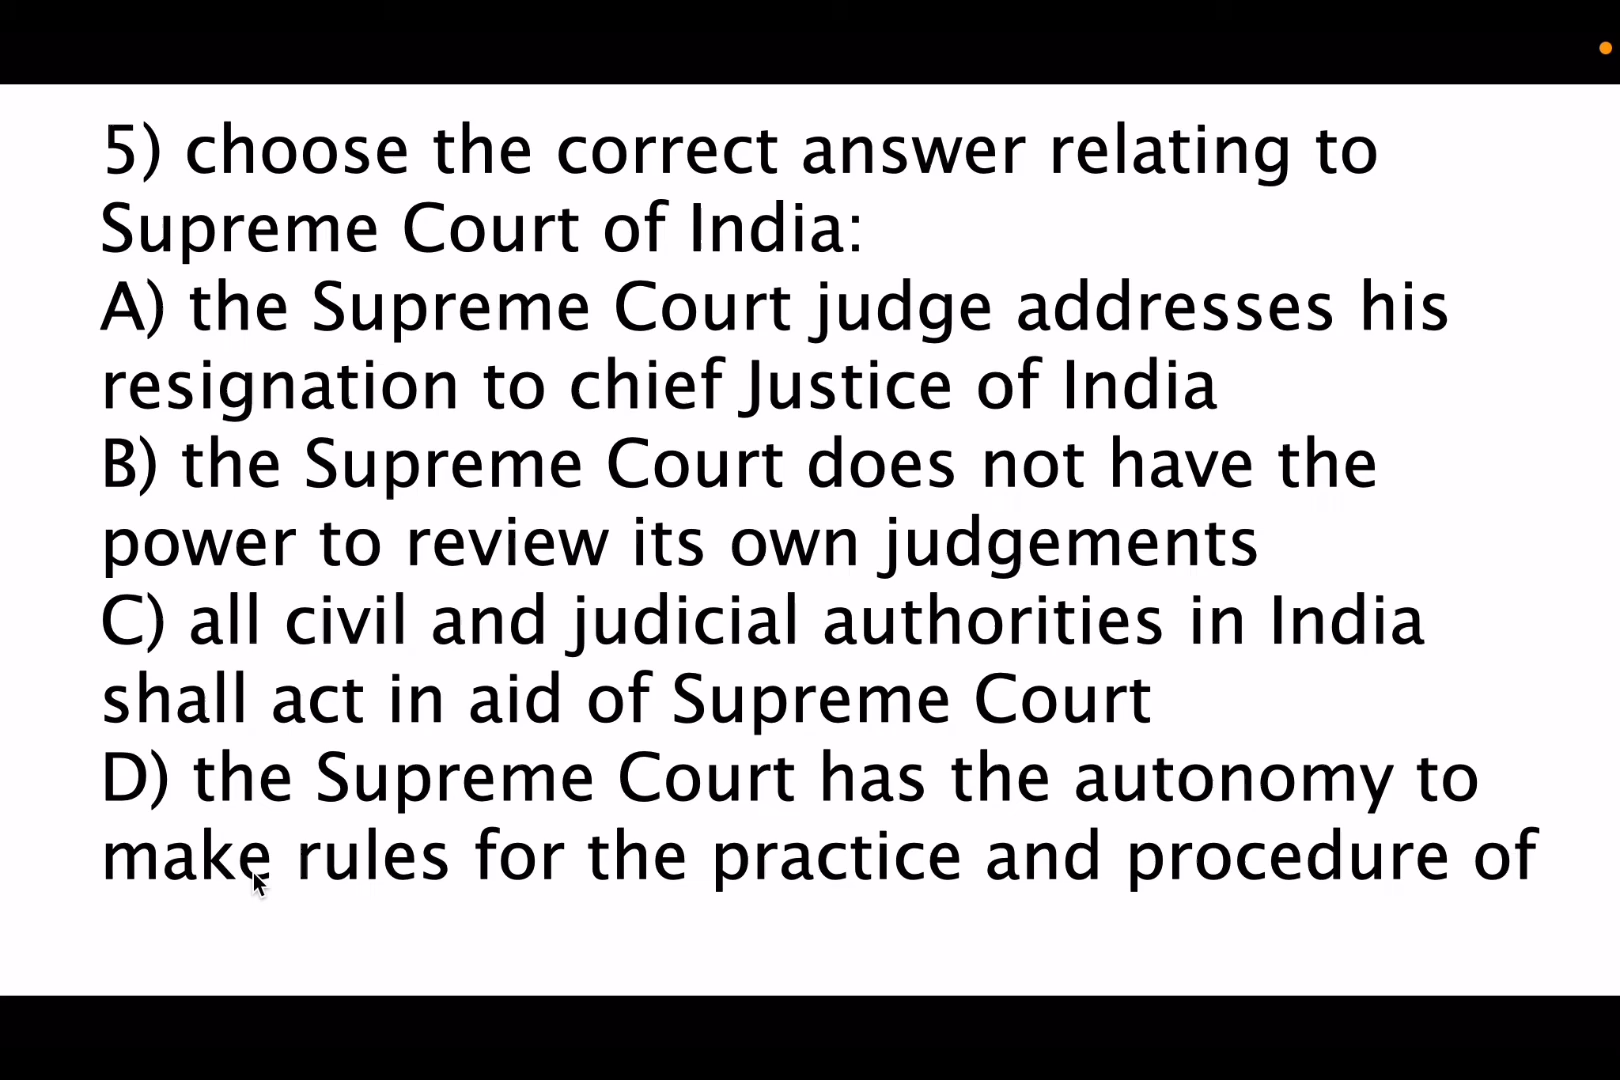 5) choose the correct answer relating to
Supreme Court of India:
A) the Supreme Court judge addresses his
resignation to chief Justice of India
B) the Supreme Court does not have the
power to review its own judgements
C) all civil and judicial authorities in India
shall act in aid of Supreme Court
D) the Supreme Court has the autonomy to
make rules for the practice and procedure of